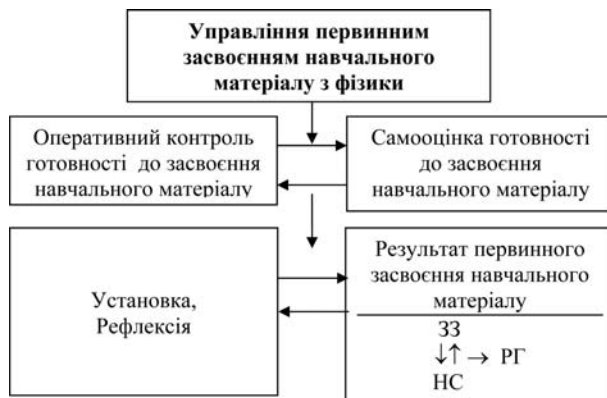 Управління первинним
засвоєнням навчального
матеріалу з фізики
Оперативний контроль
готовності до засвоєння
навчального матеріалу
Самооцінка готовності
до засвоєння
навчального матеріалу
Установка,
Рефлексія
Результат первинного
засвоєння навчального
матеріалу
ЗЗ
↓↑ → РГ
НС